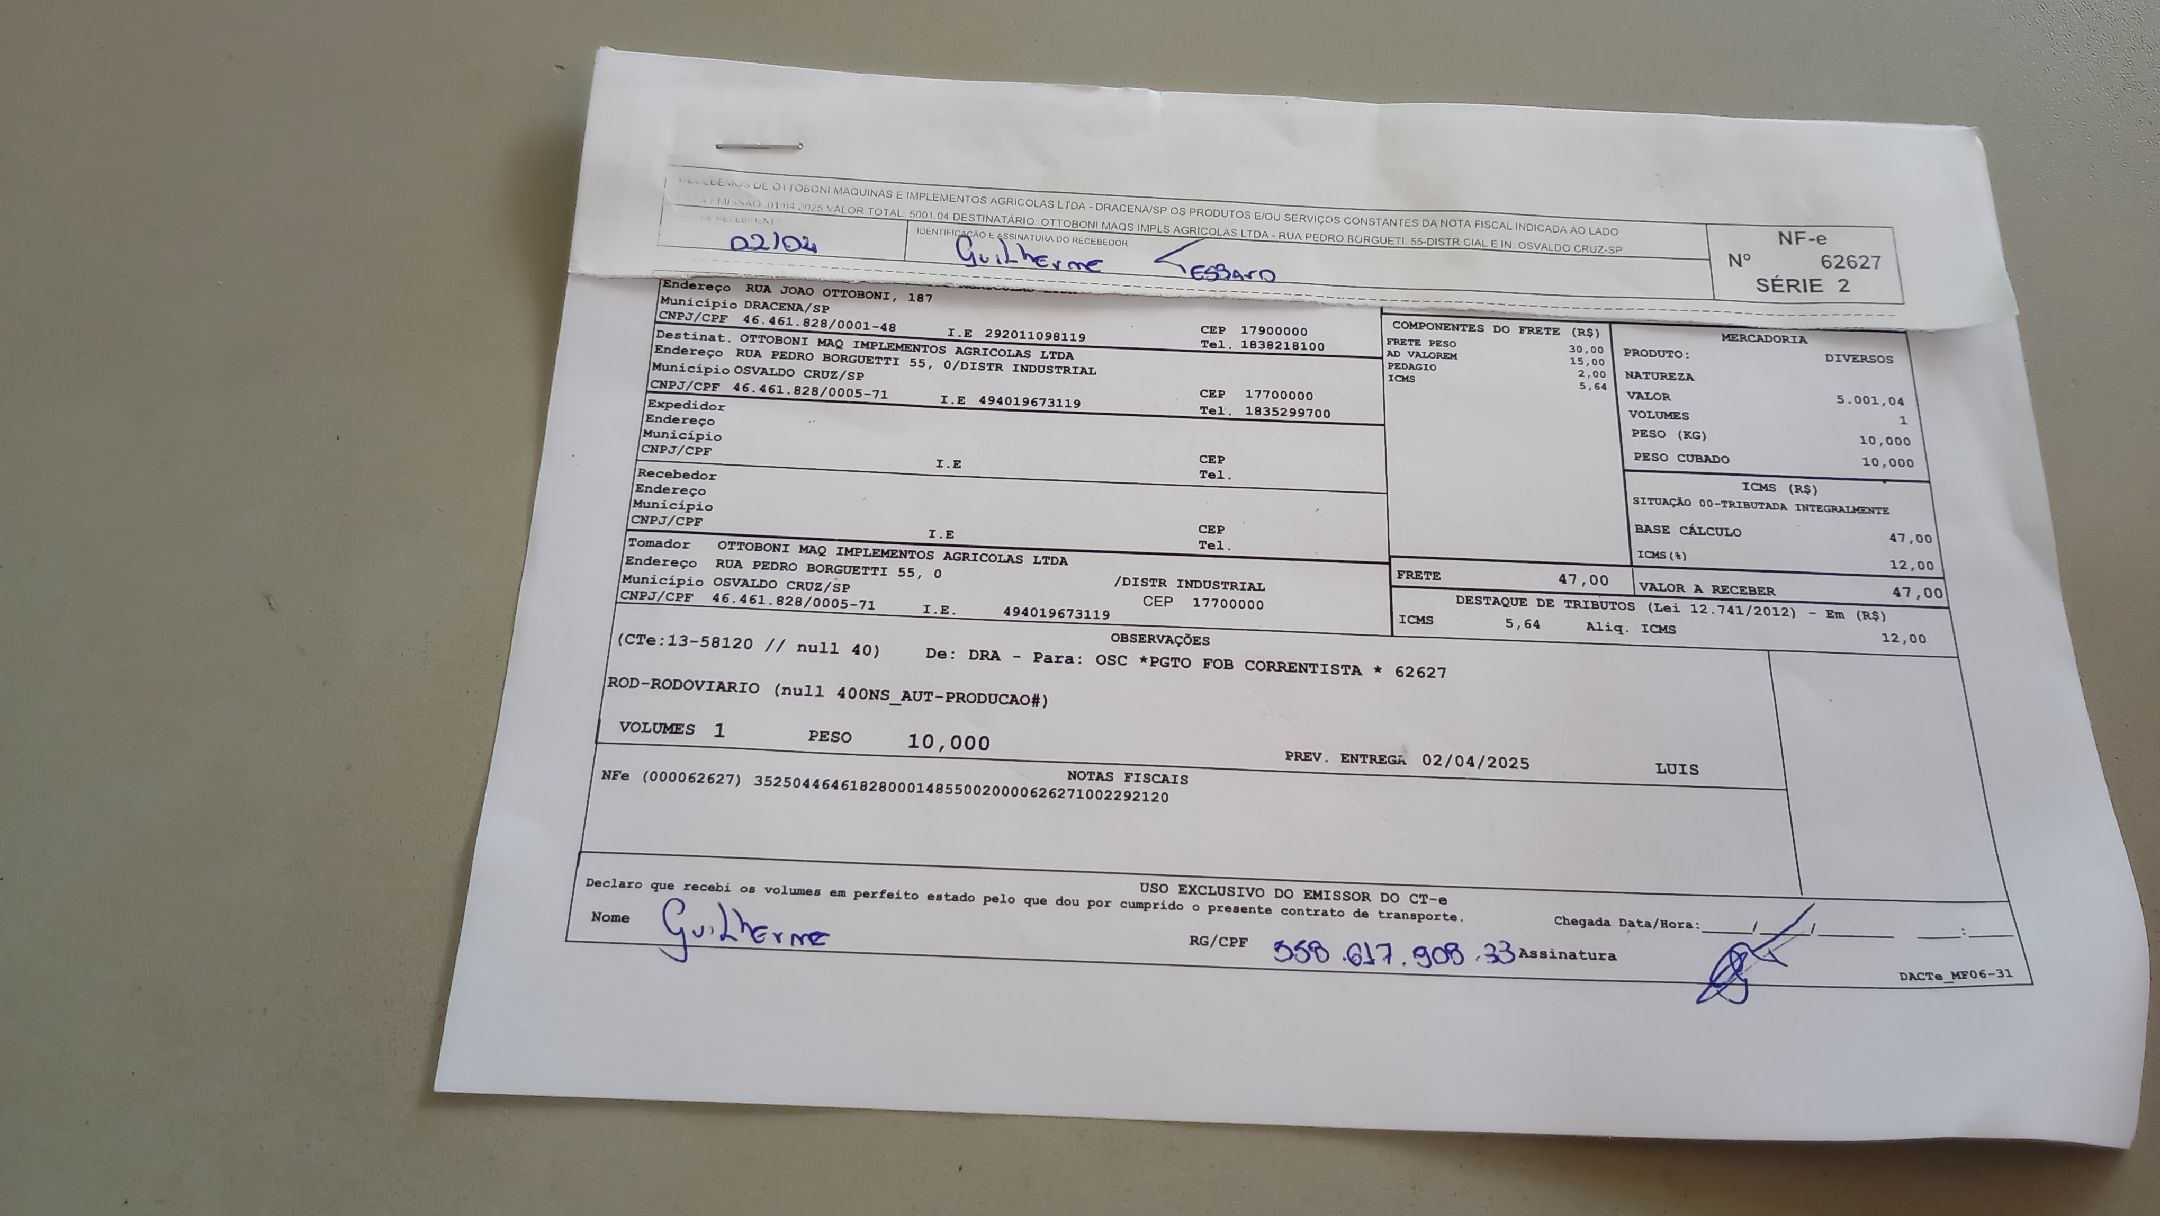 RECEBEMOS DE OTTOBONI MAQUINAS E IMPLEMENTOS AGRICOLAS LTDA - DRACENA/SP OS PRODUTOS E/OU SERVIÇOS CONSTANTES DA NOTA FISCAL INDICADA AO LADO
01/04/2025 VALOR TOTAL: 5001.04 DESTINATÁRIO: OTTOBONI MAQS IMPLS AGRICOLAS LTDA - RUA PEDRO BORGUETI 55-DISTR CIAL E IN. OSVALDO CRUZ-SP
DE RECEBIMENTO
IDENTIFICAÇÃO E ASSINATURA DO RECEBEDOR
02/04 Guilherme Tessaro
NF-e
Nº 62627
SÉRIE 2
Endereço RUA JOAO OTTOBONI, 187
Município DRACENA/SP
CNPJ/CPF 46.461.828/0001-48 I.E 292011098119
CEP 17900000
Tel. 1838218100
Destinat. OTTOBONI MAQ IMPLEMENTOS AGRICOLAS LTDA
Endereço RUA PEDRO BORGUETTI 55, 0/DISTR INDUSTRIAL
Município OSVALDO CRUZ/SP
CNPJ/CPF 46.461.828/0005-71 I.E 494019673119
CEP 17700000
Tel. 1835299700
Expedidor
Endereço
Município
CNPJ/CPF I.E
CEP
Tel.
Recebedor
Endereço
Município
CNPJ/CPF I.E
CEP
Tel.
Tomador OTTOBONI MAQ IMPLEMENTOS AGRICOLAS LTDA
Endereço RUA PEDRO BORGUETTI 55, 0 /DISTR INDUSTRIAL
Município OSVALDO CRUZ/SP CEP 17700000
CNPJ/CPF 46.461.828/0005-71 I.E. 494019673119
COMPONENTES DO FRETE (R$)
FRETE PESO 30,00
AD VALOREM 15,00
PEDAGIO 2,00
ICMS 5,64
MERCADORIA
PRODUTO: DIVERSOS
NATUREZA
VALOR 5.001,04
VOLUMES 1
PESO (KG) 10,000
PESO CUBADO 10,000
ICMS (R$)
SITUAÇÃO 00-TRIBUTADA INTEGRALMENTE
BASE CÁLCULO 47,00
ICMS(%) 12,00
FRETE 47,00 VALOR A RECEBER 47,00
DESTAQUE DE TRIBUTOS (Lei 12.741/2012) - Em (R$)
ICMS 5,64 Aliq. ICMS 12,00
OBSERVAÇÕES
(CTe:13-58120 // null 40) De: DRA - Para: OSC *PGTO FOB CORRENTISTA * 62627
ROD-RODOVIARIO (null 400NS_AUT-PRODUCAO#)
VOLUMES 1 PESO 10,000 PREV. ENTREGA 02/04/2025 LUIS
NOTAS FISCAIS
NFe (000062627) 35250446461828000148550020000626271002292120
USO EXCLUSIVO DO EMISSOR DO CT-e
Declaro que recebi os volumes em perfeito estado pelo que dou por cumprido o presente contrato de transporte.
Chegada Data/Hora:____/____/______ ____:____
Nome Guilherme RG/CPF 558.617.908.33 Assinatura
DACTe_MF06-31